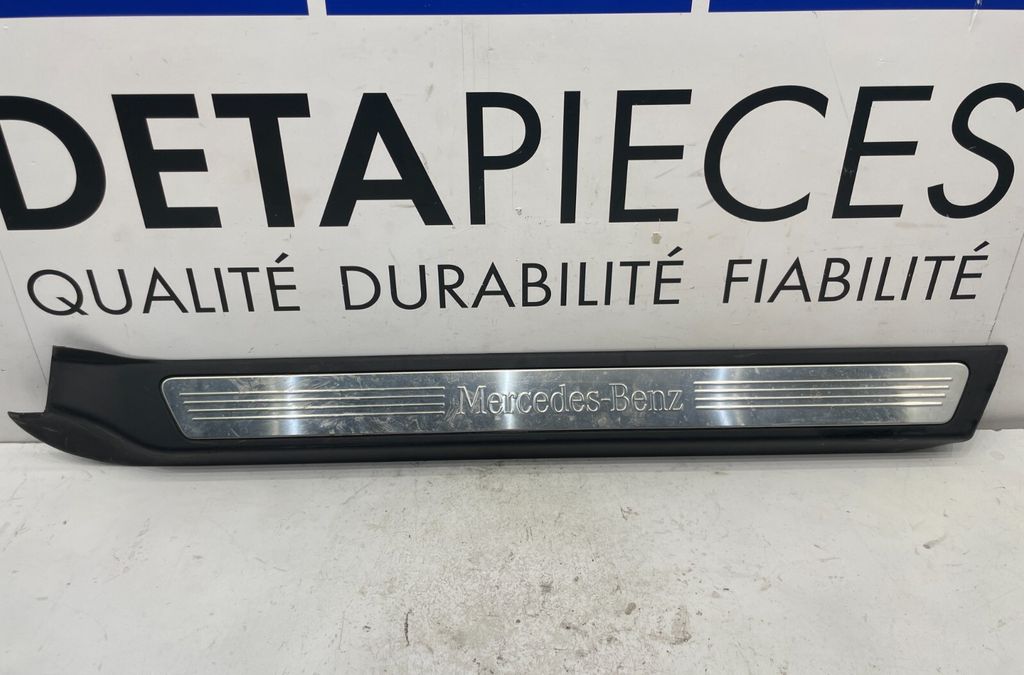 DETAPIECES
QUALITÉ DURABILITÉ FIABILITÉ
Mercedes-Benz